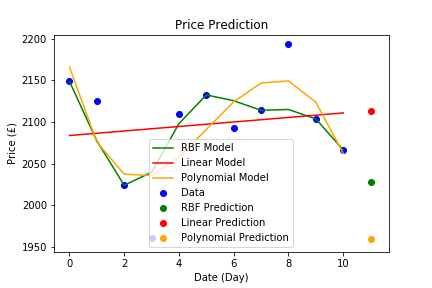 Price Prediction
2200
2150
2100
2050
2000
1950
Price (£)
RBF Model
Linear Model
Polynomial Model
Data
RBF Prediction
Linear Prediction
Polynomial Prediction
0 2 4 6 8 10
Date (Day)